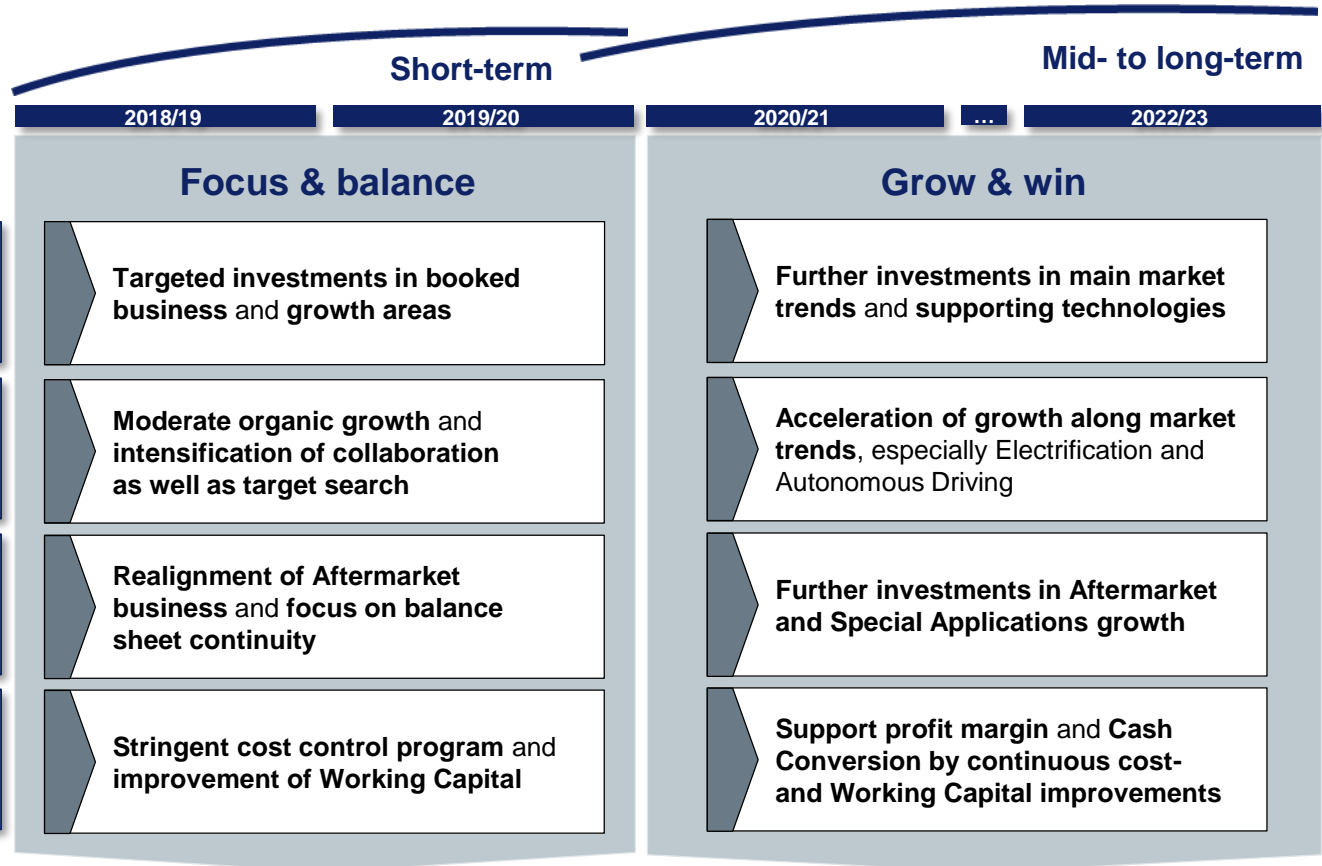 Short-term
Mid- to long-term
2018/19
2019/20
2020/21
...
2022/23
Focus & balance
Targeted investments in booked
business and growth areas
Moderate organic growth and
intensification of collaboration
as well as target search
Realignment of Aftermarket
business and focus on balance
sheet continuity
Stringent cost control program and
improvement of Working Capital
Grow & win
Further investments in main market
trends and supporting technologies
Acceleration of growth along market
trends, especially Electrification and
Autonomous Driving
Further investments in Aftermarket
and Special Applications growth
Support profit margin and Cash
Conversion by continuous cost-
and Working Capital improvements